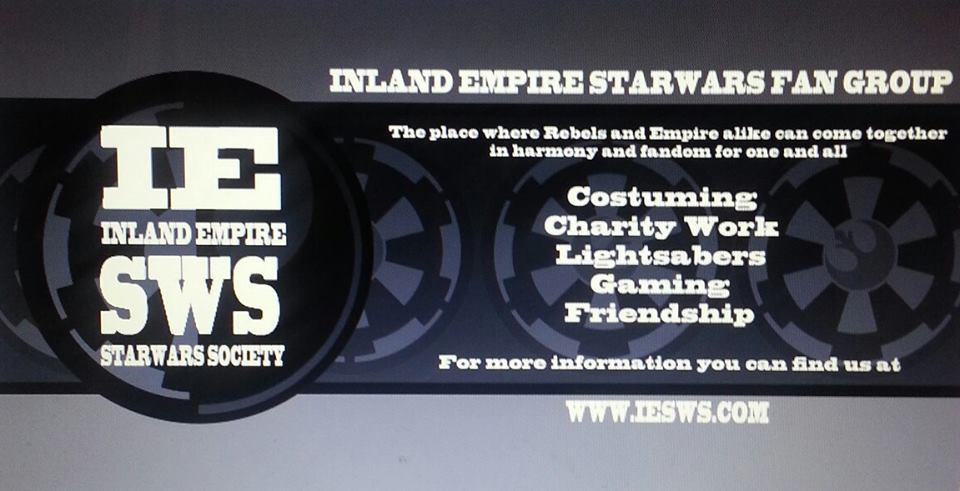 IE
INLAND EMPIRE
SWS
STARWARS SOCIETY
INLAND EMPIRE STARWARS FAN GROUP
The place where Rebels and Empire alike can come together
in harmony and fandom for one and all
Costuming
Charity Work
Lightsabers
Gaming
Friendship
For more information you can find us at
WWW.IESWS.COM